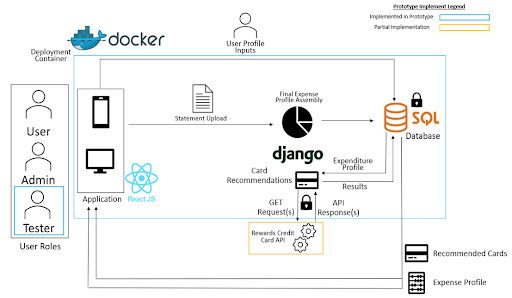 Prototype Implement Legend
Implemented in Prototype
Partial Implementation
docker
Deployment
Container
User Profile
Inputs
Statement Upload
Final Expense
Profile Assembly
SQL
Database
django
User
Admin
Tester
User Roles
Application
React JS
Card
Recommendations
Expenditure
Profile
Results
GET
Request(s)
API
Response(s)
Rewards Credit
Card API
Recommended Cards
Expense Profile